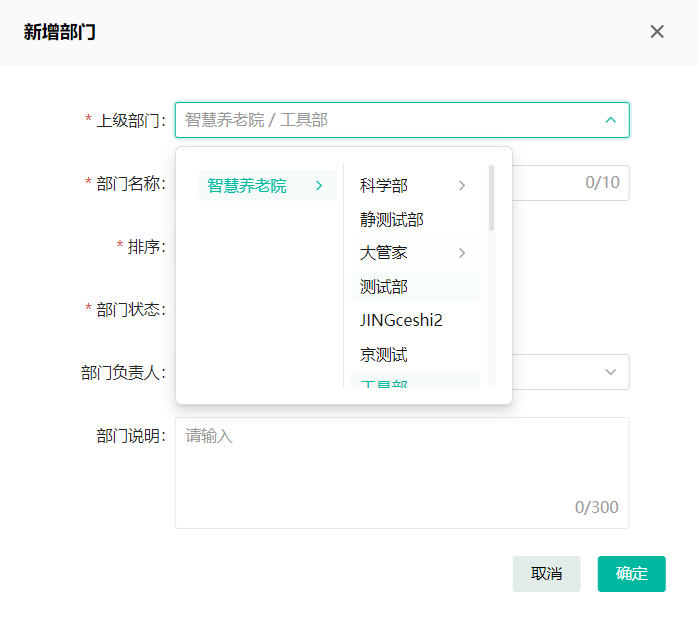 新增部门
* 上级部门:
智慧养老院 / 工具部
* 部门名称:
0/10
智慧养老院
科学部
静测试部
大管家
测试部
JINGceshi2
京测试
工具部
* 排序:
* 部门状态:
部门负责人:
部门说明:
请输入
0/300
取消
确定